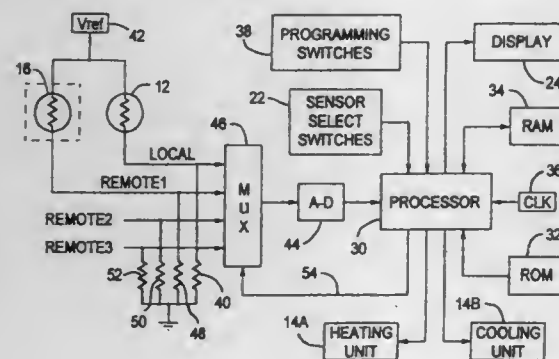 Vref
42
38
PROGRAMMING
SWITCHES
DISPLAY
24
16
12
22
SENSOR
SELECT
SWITCHES
34
RAM
46
LOCAL
REMOTE1
MUX
A-D
44
PROCESSOR
30
36
CLK
REMOTE2
REMOTE3
32
ROM
52
50
48
40
54
14A
HEATING
UNIT
14B
COOLING
UNIT